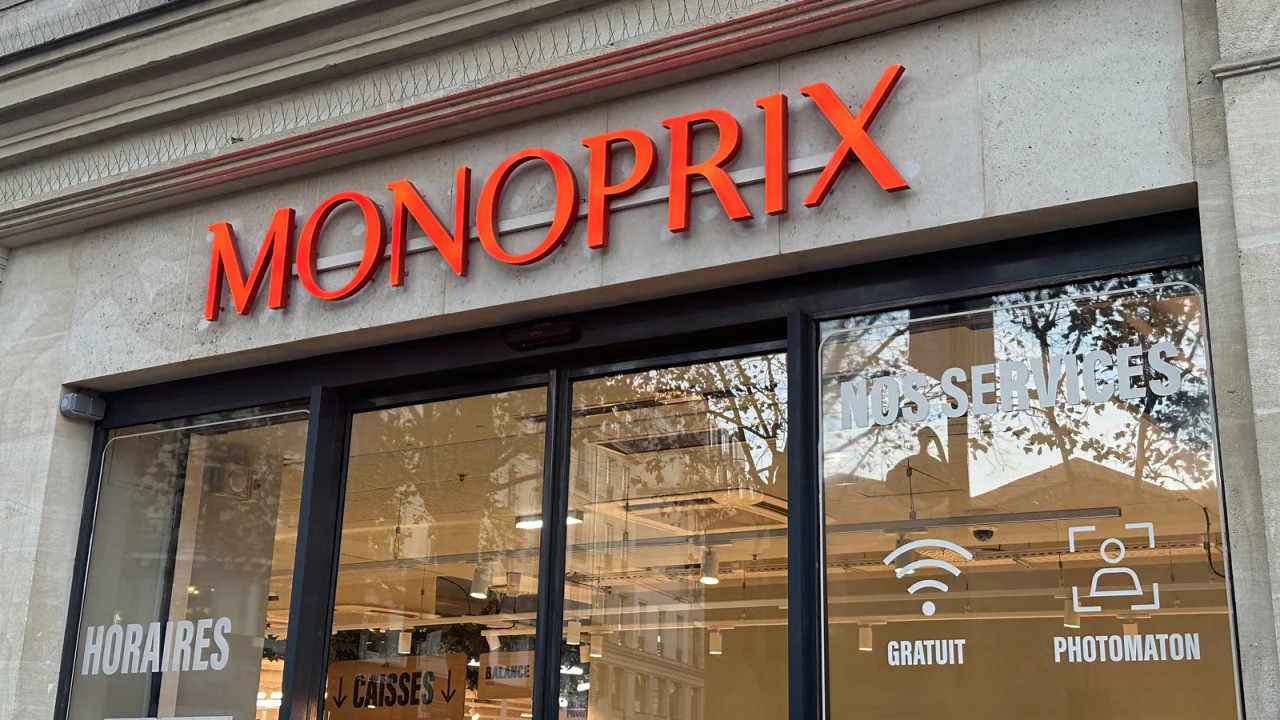 MONOPRIX
NOS SERVICES
GRATUIT
PHOTOMATON
HORAIRES
↓ CAISSES ↓
BALANCE